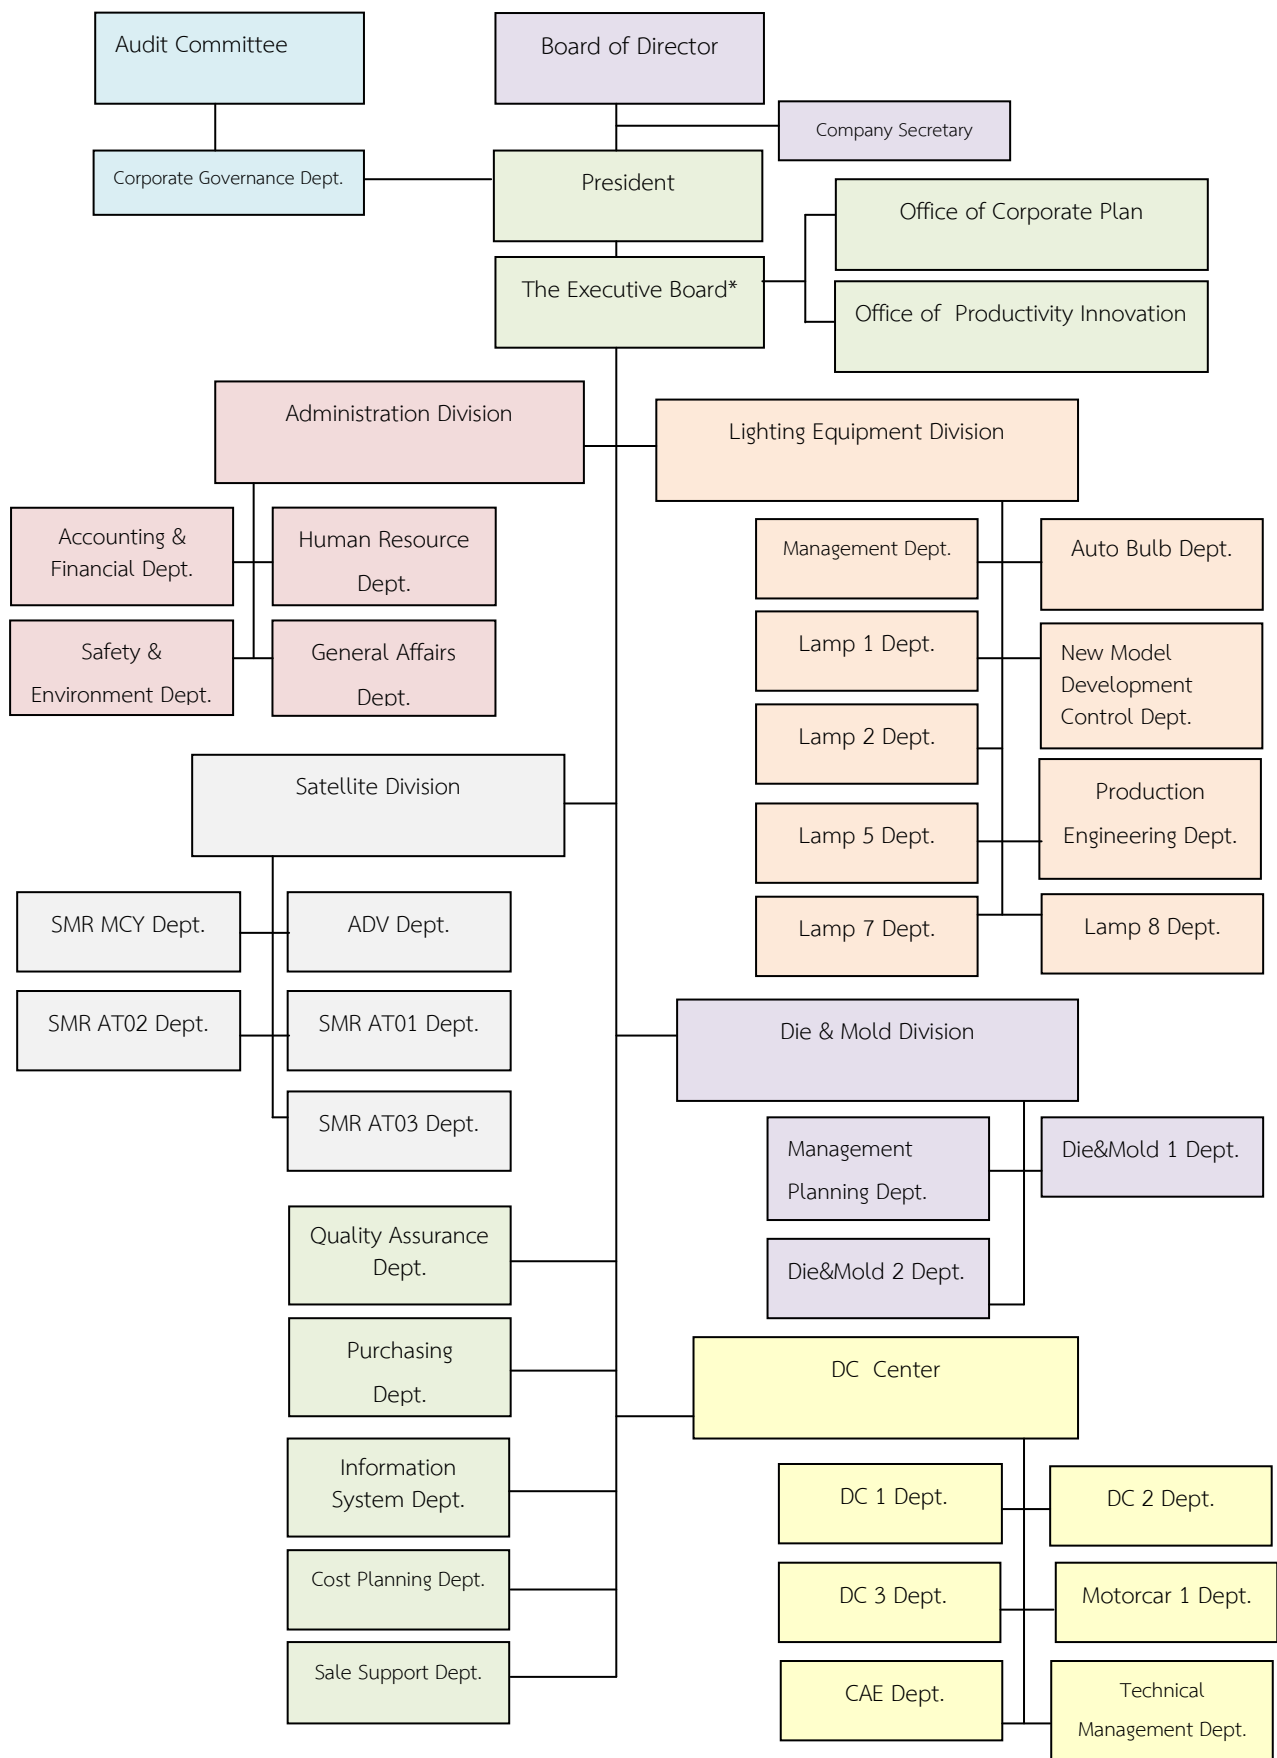 Audit Committee
Board of Director
Company Secretary
Corporate Governance Dept.
President
Office of Corporate Plan
The Executive Board*
Office of  Productivity Innovation
Administration Division
Lighting Equipment Division
Accounting &
Financial Dept.
Human Resource
Dept.
Safety &
Environment Dept.
General Affairs
Dept.
Management Dept.
Auto Bulb Dept.
Lamp 1 Dept.
New Model
Development
Control Dept.
Lamp 2 Dept.
Production
Engineering Dept.
Lamp 5 Dept.
Lamp 7 Dept.
Lamp 8 Dept.
Satellite Division
SMR MCY Dept.
ADV Dept.
SMR AT02 Dept.
SMR AT01 Dept.
SMR AT03 Dept.
Die & Mold Division
Management
Planning Dept.
Die&Mold 1 Dept.
Die&Mold 2 Dept.
Quality Assurance
Dept.
Purchasing
Dept.
Information
System Dept.
Cost Planning Dept.
Sale Support Dept.
DC  Center
DC 1 Dept.
DC 2 Dept.
DC 3 Dept.
Motorcar 1 Dept.
CAE Dept.
Technical
Management Dept.